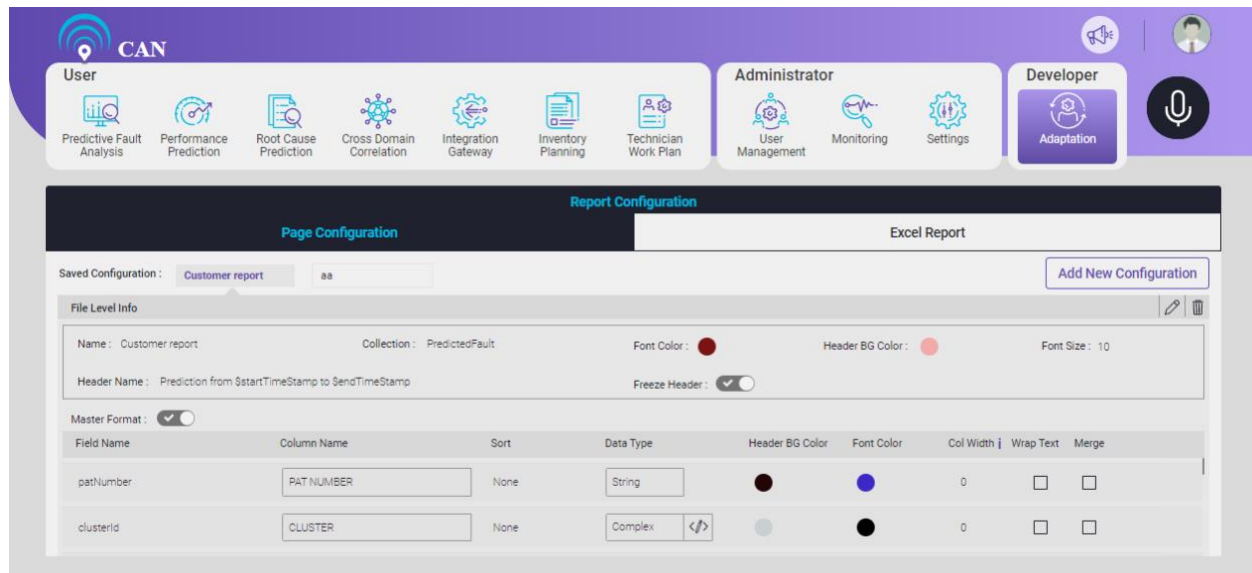 CAN
User
Administrator
Developer
Predictive Fault Analysis
Performance Prediction
Root Cause Prediction
Cross Domain Correlation
Integration Gateway
Inventory Planning
Technician Work Plan
User Management
Monitoring
Settings
Adaptation
Report Configuration
Page Configuration
Excel Report
Saved Configuration : Customer report aa Add New Configuration
File Level Info
Name : Customer report Collection : PredictedFault Font Color : Header BG Color : Font Size : 10
Header Name : Prediction from $startTimeStamp to $endTimeStamp Freeze Header :
Master Format :
Field Name Column Name Sort Data Type Header BG Color Font Color Col Width i Wrap Text Merge
patNumber PAT NUMBER None String 0
clusterId CLUSTER None Complex </> 0